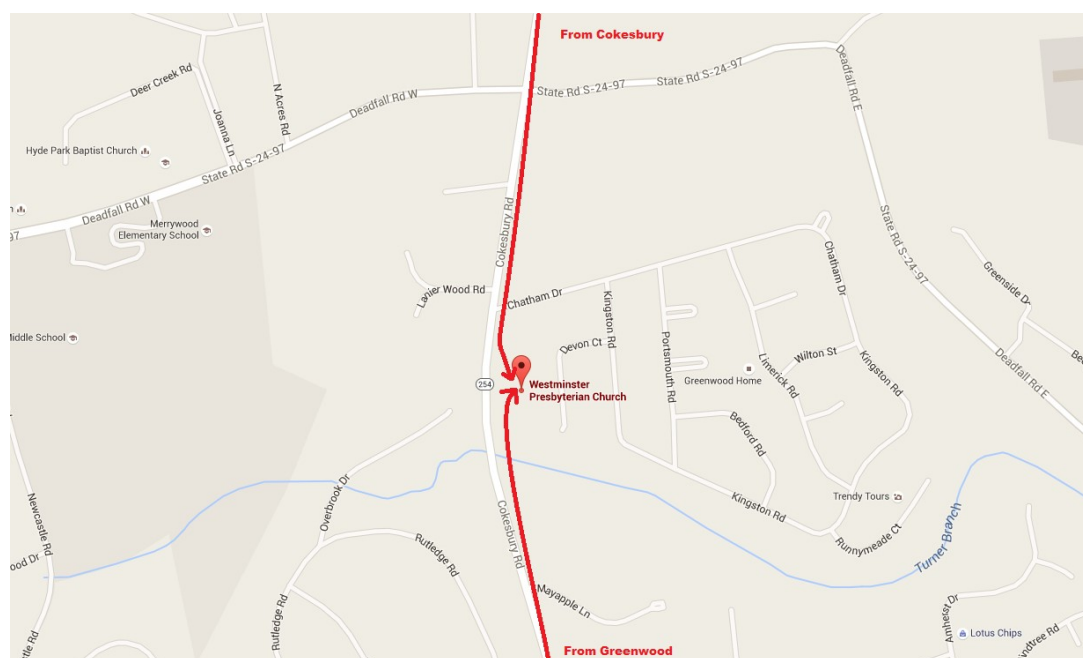 From Cokesbury
Deadfall Rd E
State Rd S-24-97
State Rd S-24-97
Deer Creek Rd
N Acres Rd
Deadfall Rd W
Joanna Ln
Hyde Park Baptist Church
State Rd S-24-97
Deadfall Rd W
97
Merrywood
Elementary School
Cokesbury Rd
State Rd S-24-97
Chatham Dr
Greenside Dr
Lanier Wood Rd
Chatham Dr
Kingston Rd
Portsmouth Rd
Middle School
Devon Ct
Limerick Rd
Wilton St
Kingston Rd
Deadfall Rd E
254
Westminster
Presbyterian Church
Greenwood Home
Bedford Rd
Overbrook Dr
Newcastle Rd
Cokesbury Rd
Kingston Rd
Trendy Tours
Runnymeade Ct
Turner Branch
Rutledge Rd
Rutledge Rd
Mayapple Ln
Amherst Dr
Lotus Chips
From Greenwood